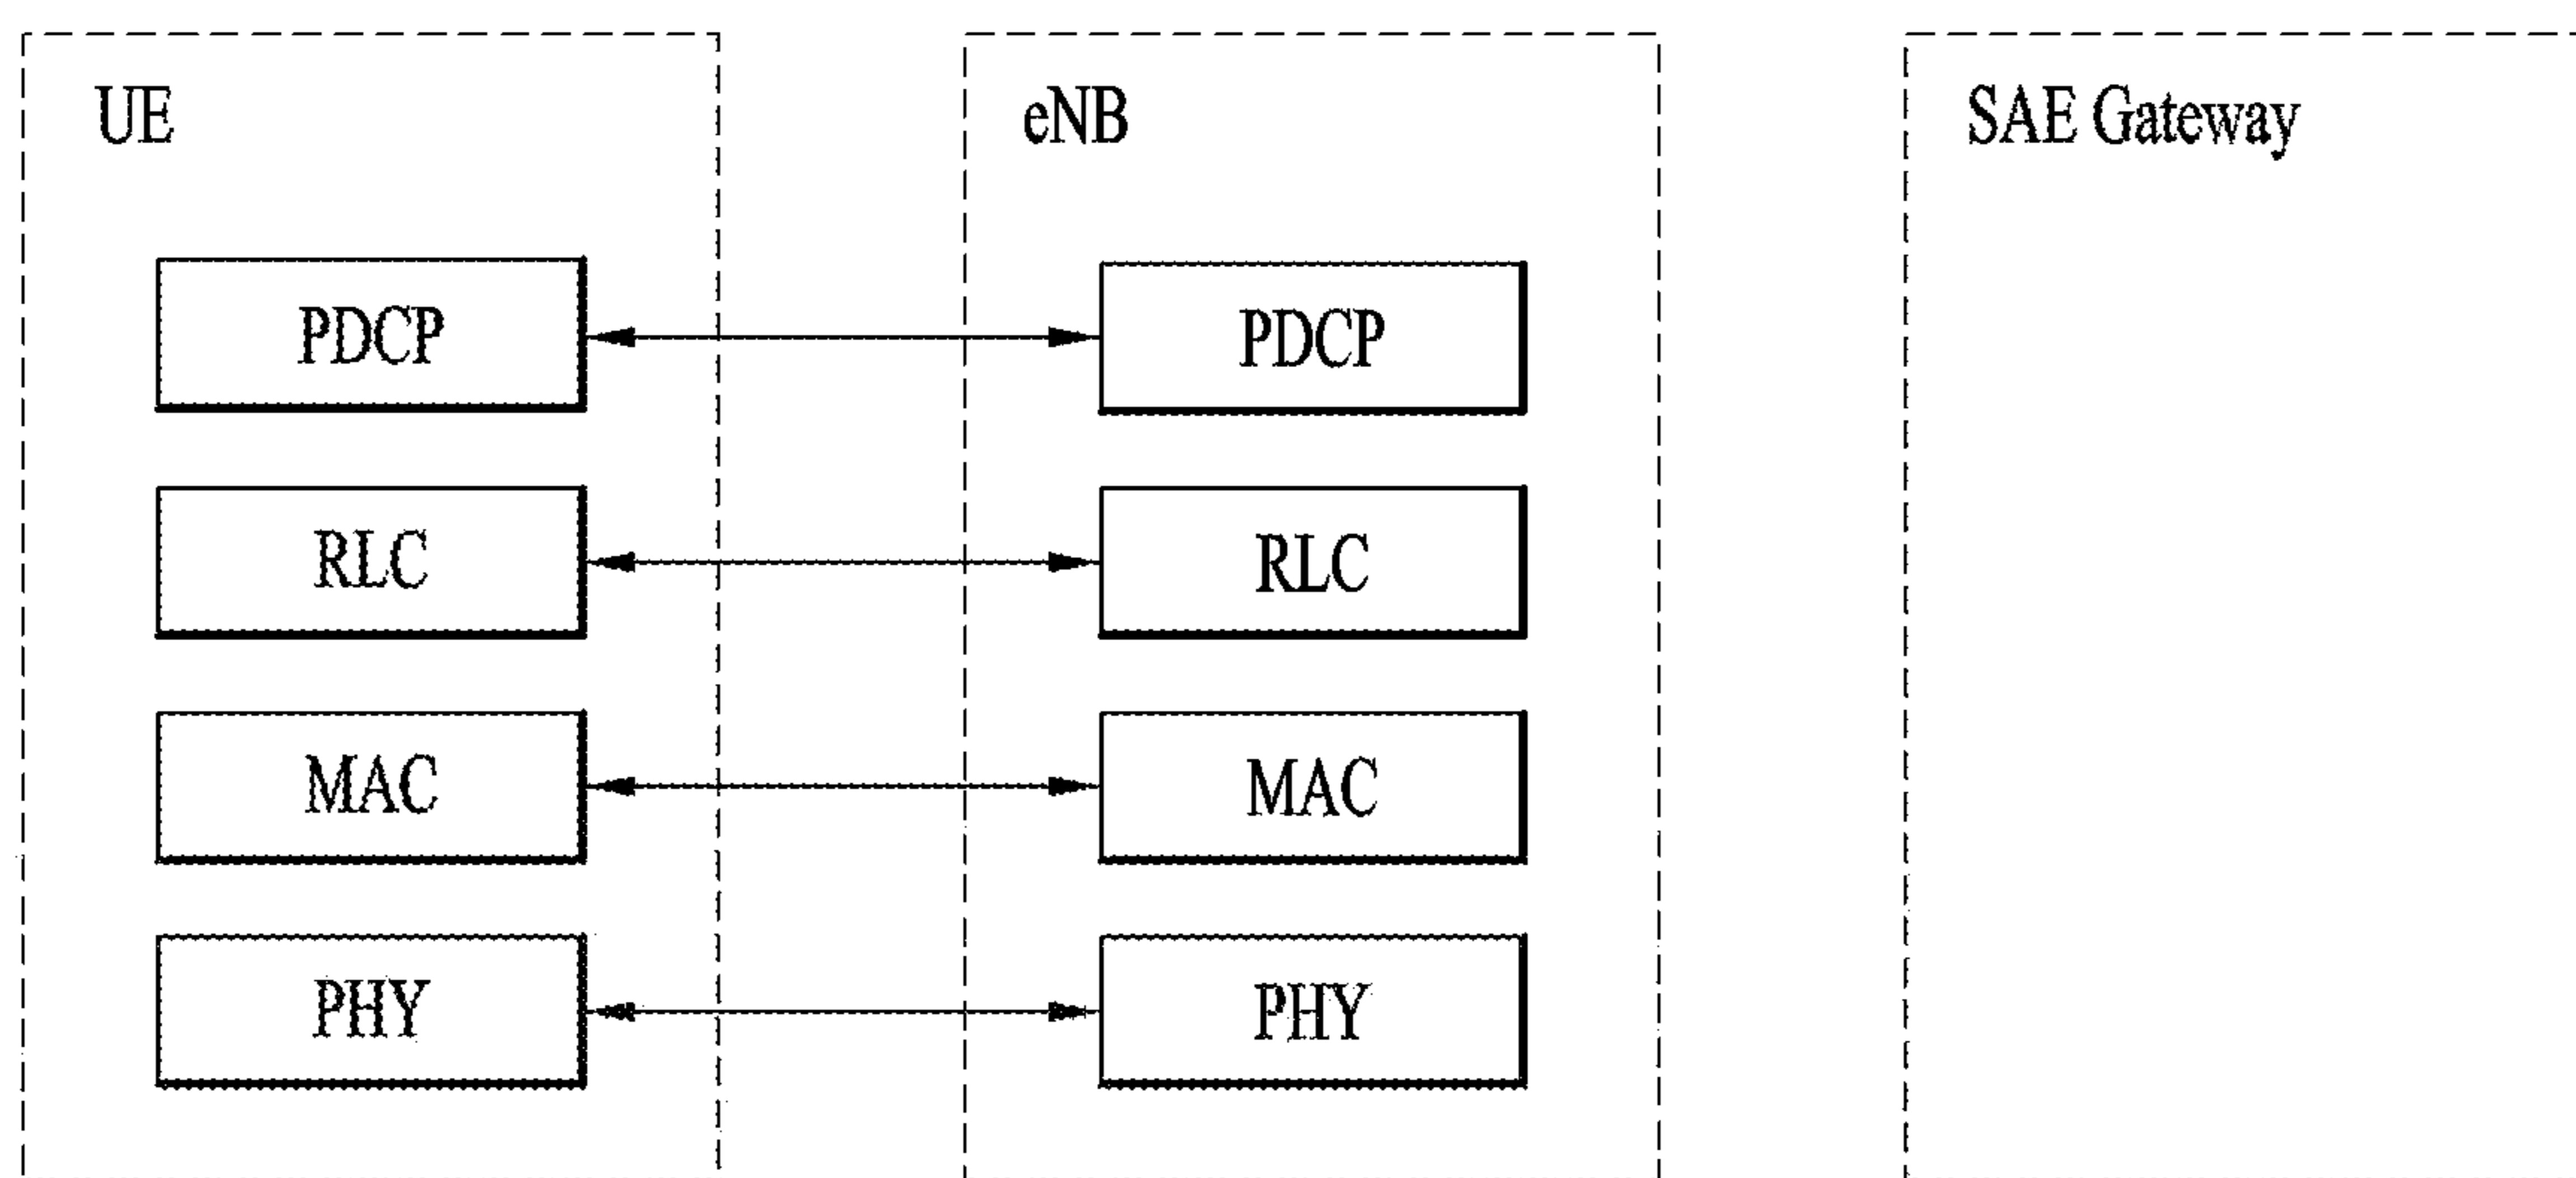 UE
eNB
SAE Gateway
PDCP
PDCP
RLC
RLC
MAC
MAC
PHY
PHY